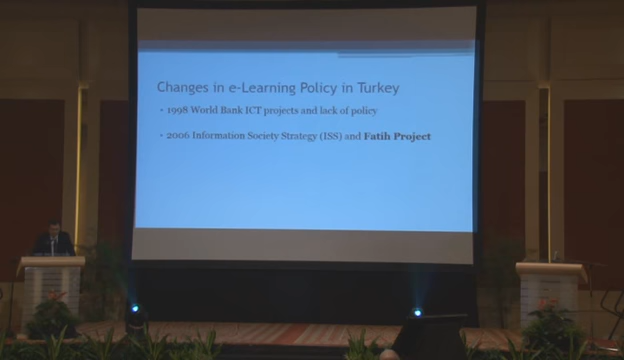 Changes in e-Learning Policy in Turkey
• 1998 World Bank ICT projects and lack of policy
• 2006 Information Society Strategy (ISS) and Fatih Project